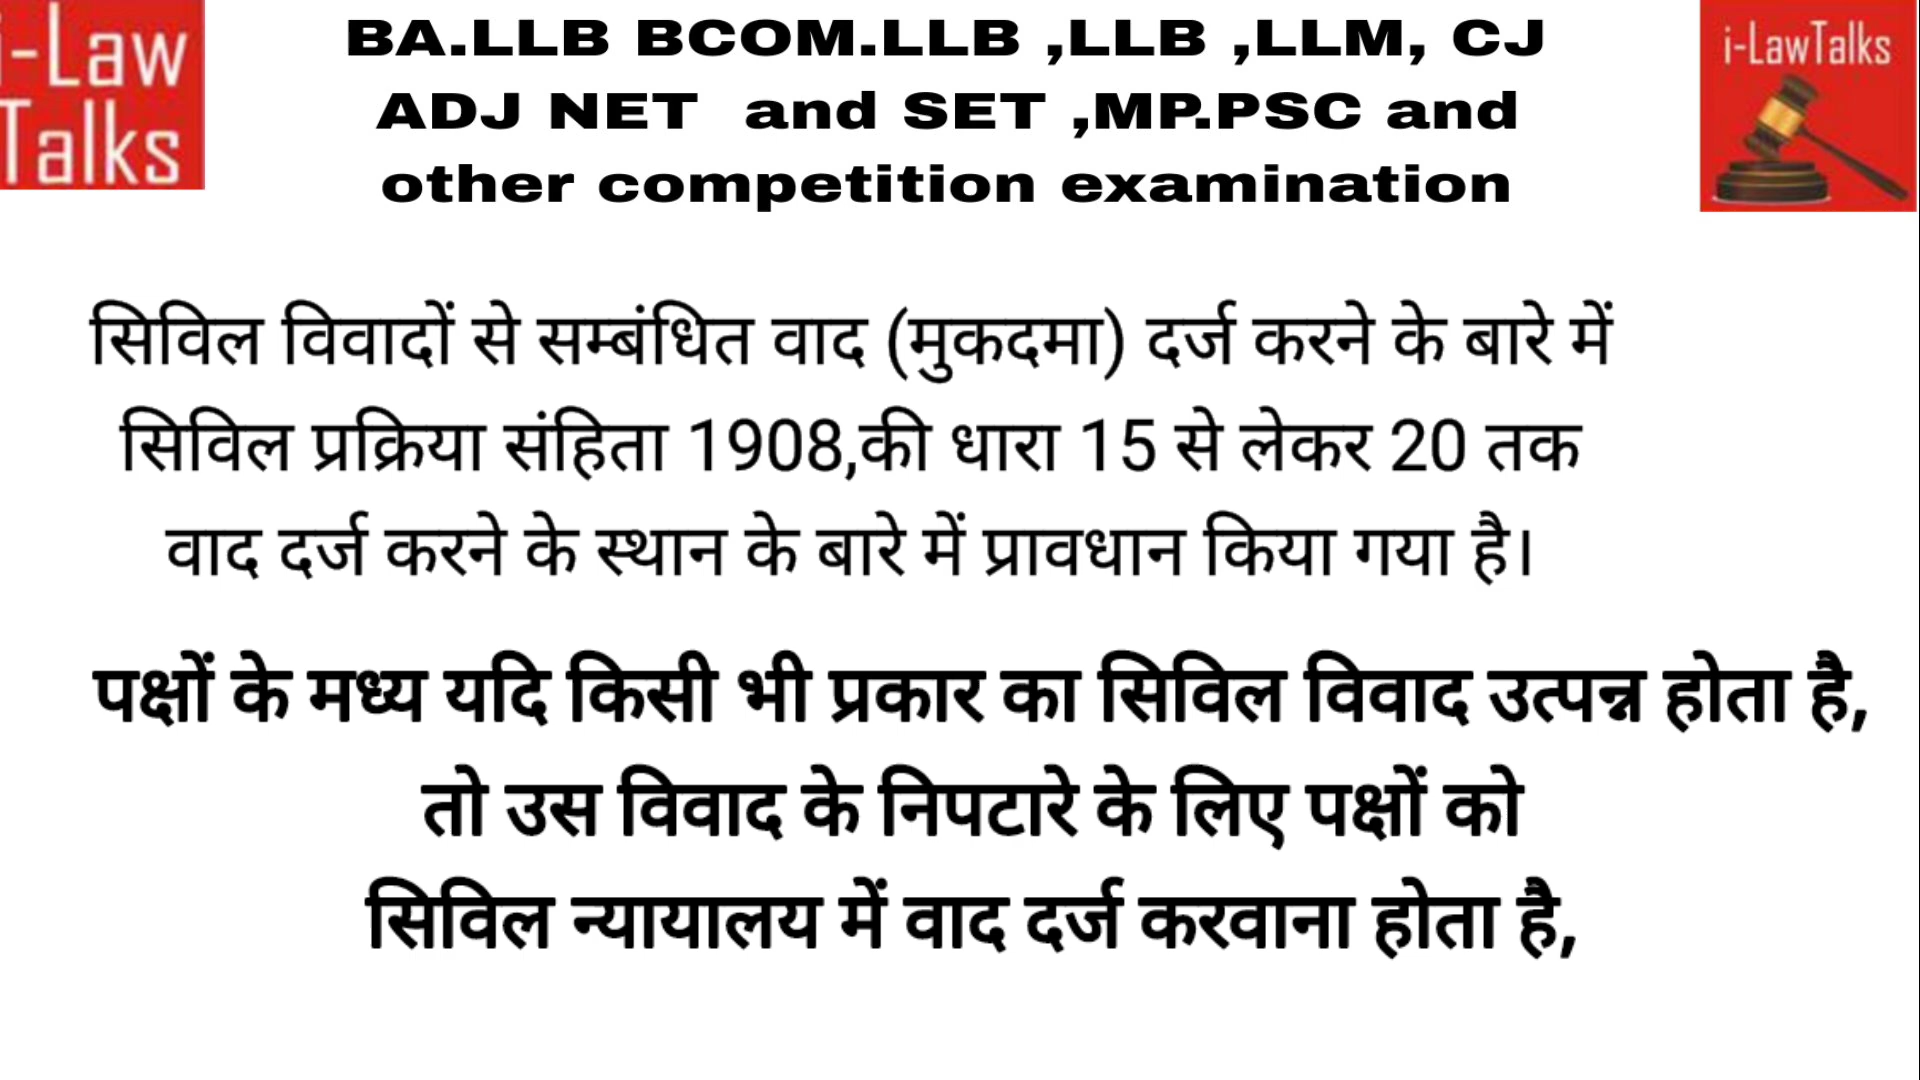 i-Law
Talks
BA.LLB BCOM.LLB ,LLB ,LLM, CJ
ADJ NET and SET ,MP.PSC and
other competition examination
i-LawTalks
सिविल विवादों से सम्बंधित वाद (मुकदमा) दर्ज करने के बारे में
सिविल प्रक्रिया संहिता 1908,की धारा 15 से लेकर 20 तक
वाद दर्ज करने के स्थान के बारे में प्रावधान किया गया है।
पक्षों के मध्य यदि किसी भी प्रकार का सिविल विवाद उत्पन्न होता है,
तो उस विवाद के निपटारे के लिए पक्षों को
सिविल न्यायालय में वाद दर्ज करवाना होता है,